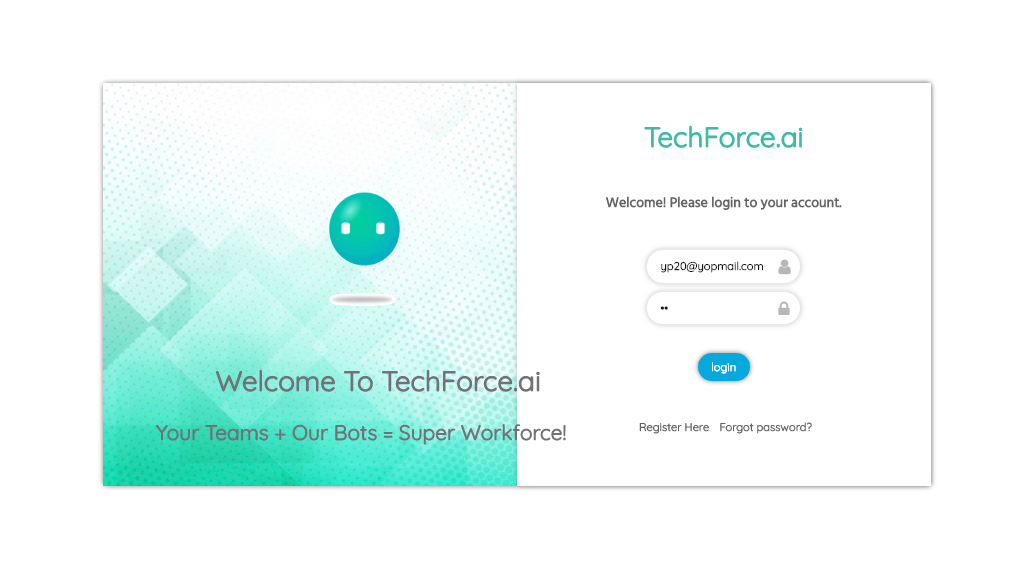 TechForce.ai
Welcome! Please login to your account.
yp20@yopmail.com
••
login
Register Here Forgot password?
Welcome To TechForce.ai
Your Teams + Our Bots = Super Workforce!